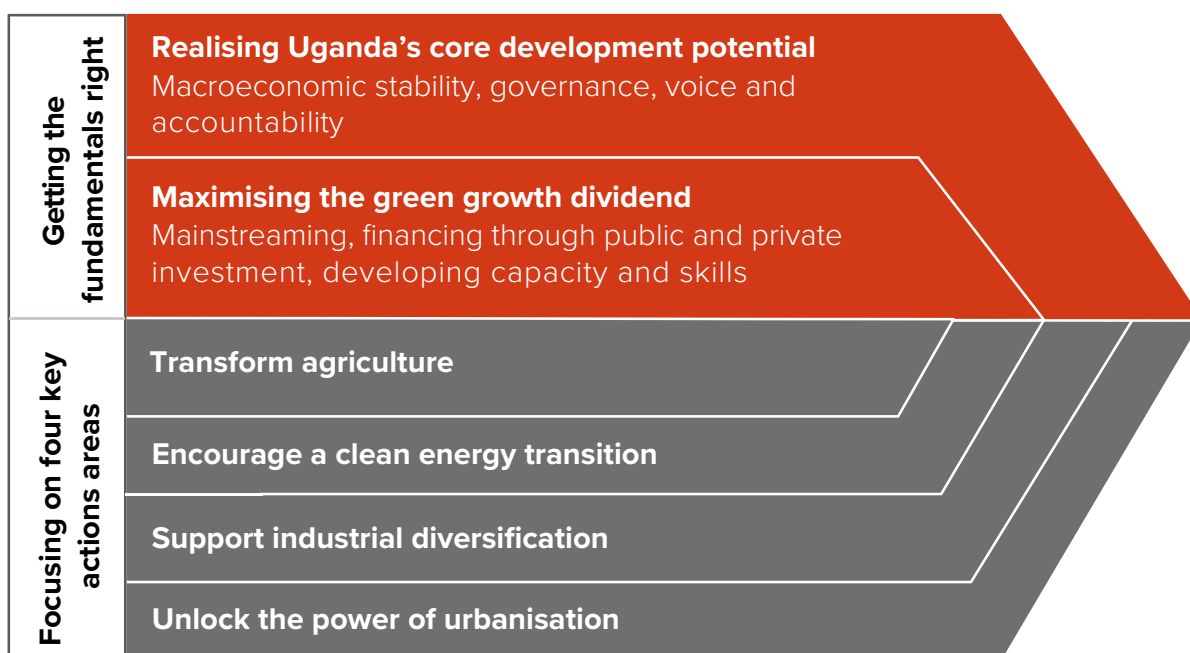 Getting the
fundamentals right
Realising Uganda’s core development potential
Macroeconomic stability, governance, voice and
accountability
Maximising the green growth dividend
Mainstreaming, financing through public and private
investment, developing capacity and skills
Focusing on four key
actions areas
Transform agriculture
Encourage a clean energy transition
Support industrial diversification
Unlock the power of urbanisation